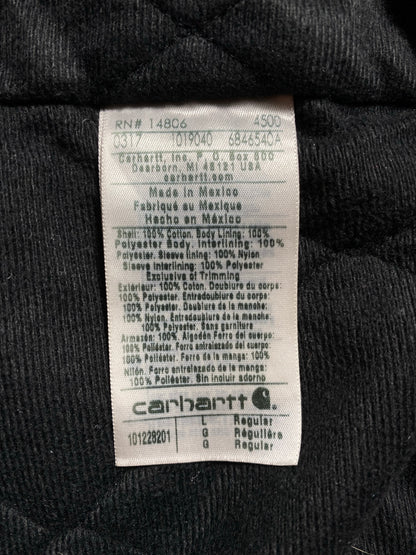 RN# 14806 4500
0317 1019040 6846540A
Carhartt, Inc. P. O. Box 600
Dearborn, MI 48121 USA
carhartt.com
Made in Mexico
Fabriqué au Mexique
Hecho en México
Shell: 100% Cotton. Body Lining: 100%
Polyester Body. Interlining: 100%
Polyester. Sleeve lining: 100% Nylon
Sleeve Interlining: 100% Polyester
Exclusive of Trimming
Extérieur: 100% Coton. Doublure du corps:
100% Polyester. Entredoublure du corps:
100% Polyester. Doublure de la manche:
100% Nylon. Entredoublure de la manche:
100% Polyester/ Sans garniture
Armazón: 100%. Algodón Forro del cuerpo:
100% Poliéster. Forro entralazado del cuerpo:
100% Poliéster. Forro de la manga: 100%
Nilón. Forro entralazado de la manga:
100% Poliéster. Sin incluir adornado
carhartt
L Regular
101228201 G Régulière
G Regular